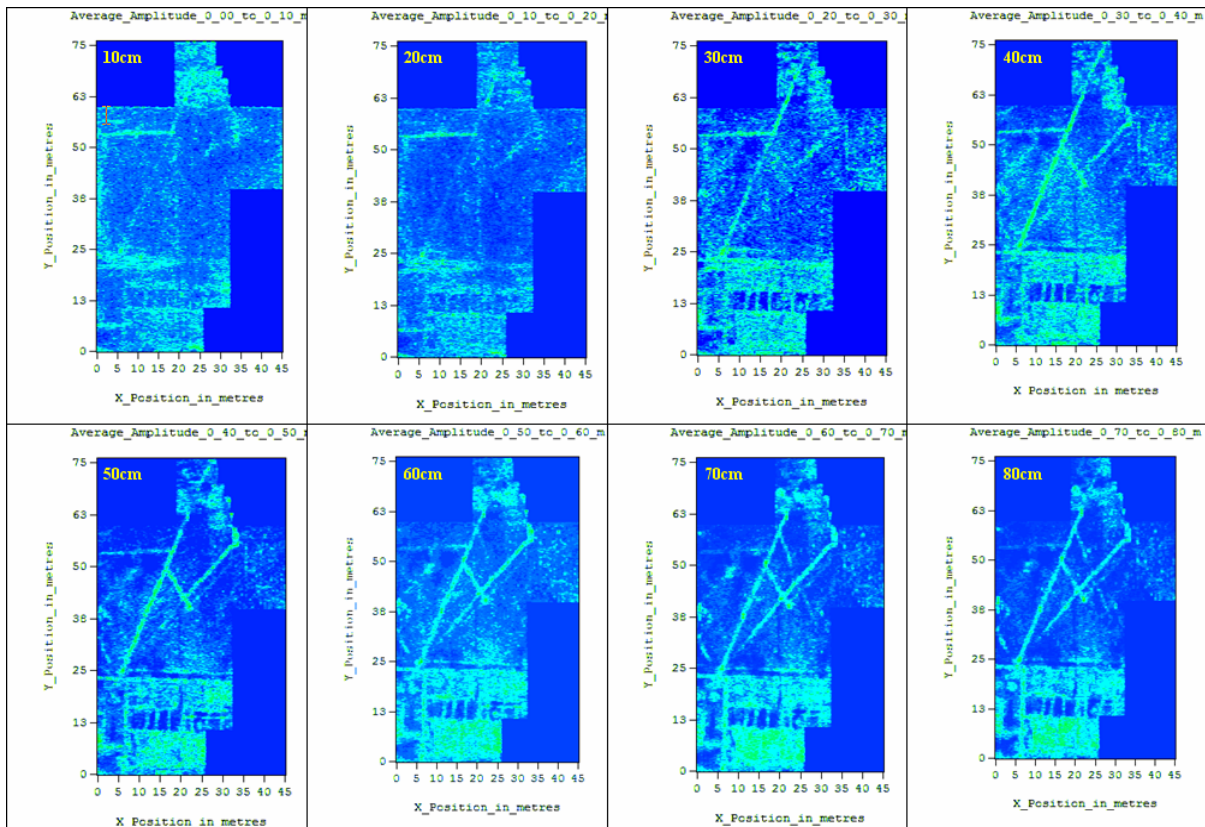 Average_Amplitude_0_00_to_0_10_m
10cm
75
63
50
38
25
13
0
0 5 10 15 20 25 30 35 40 45
Y_Position_in_metres
X_Position_in_metres
Average_Amplitude_0_10_to_0_20_m
20cm
75
63
50
38
25
13
0
0 5 10 15 20 25 30 35 40 45
Y_Position_in_metres
X_Position_in_metres
Average_Amplitude_0_20_to_0_30_m
30cm
75
63
50
38
25
13
0
0 5 10 15 20 25 30 35 40 45
Y_Position_in_metres
X_Position_in_metres
Average_Amplitude_0_30_to_0_40_m
40cm
75
63
50
38
25
13
0
0 5 10 15 20 25 30 35 40 45
Y_Position_in_metres
X_Position_in_metres
Average_Amplitude_0_40_to_0_50_m
50cm
75
63
50
38
25
13
0
0 5 10 15 20 25 30 35 40 45
Y_Position_in_metres
X_Position_in_metres
Average_Amplitude_0_50_to_0_60_m
60cm
75
63
50
38
25
13
0
0 5 10 15 20 25 30 35 40 45
Y_Position_in_metres
X_Position_in_metres
Average_Amplitude_0_60_to_0_70_m
70cm
75
63
50
38
25
13
0
0 5 10 15 20 25 30 35 40 45
Y_Position_in_metres
X_Position_in_metres
Average_Amplitude_0_70_to_0_80_m
80cm
75
63
50
38
25
13
0
0 5 10 15 20 25 30 35 40 45
Y_Position_in_metres
X_Position_in_metres